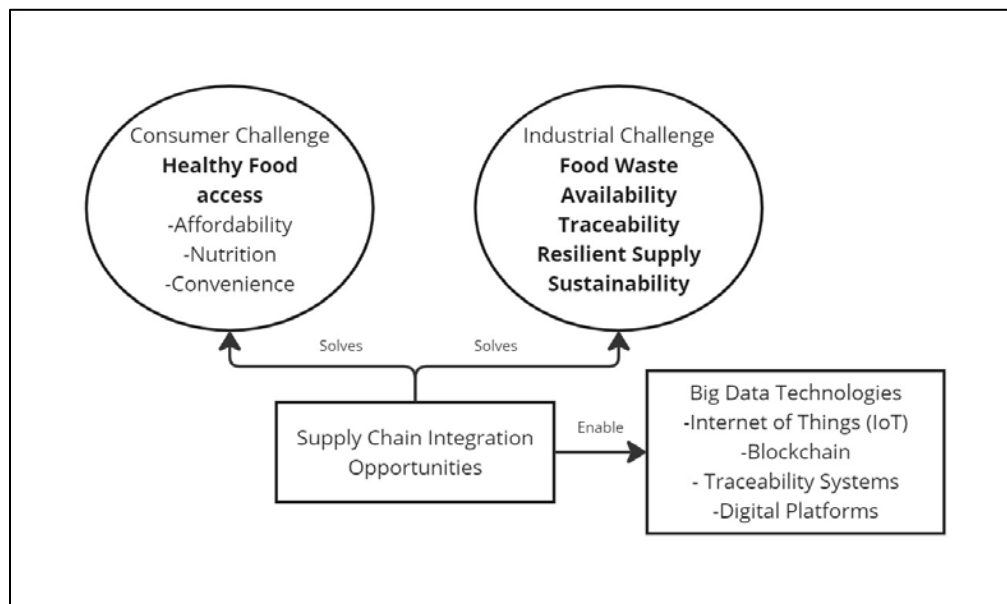 Consumer Challenge
Healthy Food
access
-Affordability
-Nutrition
-Convenience
Industrial Challenge
Food Waste
Availability
Traceability
Resilient Supply
Sustainability
Solves
Solves
Supply Chain Integration
Opportunities
Enable
Big Data Technologies
-Internet of Things (IoT)
-Blockchain
- Traceability Systems
-Digital Platforms